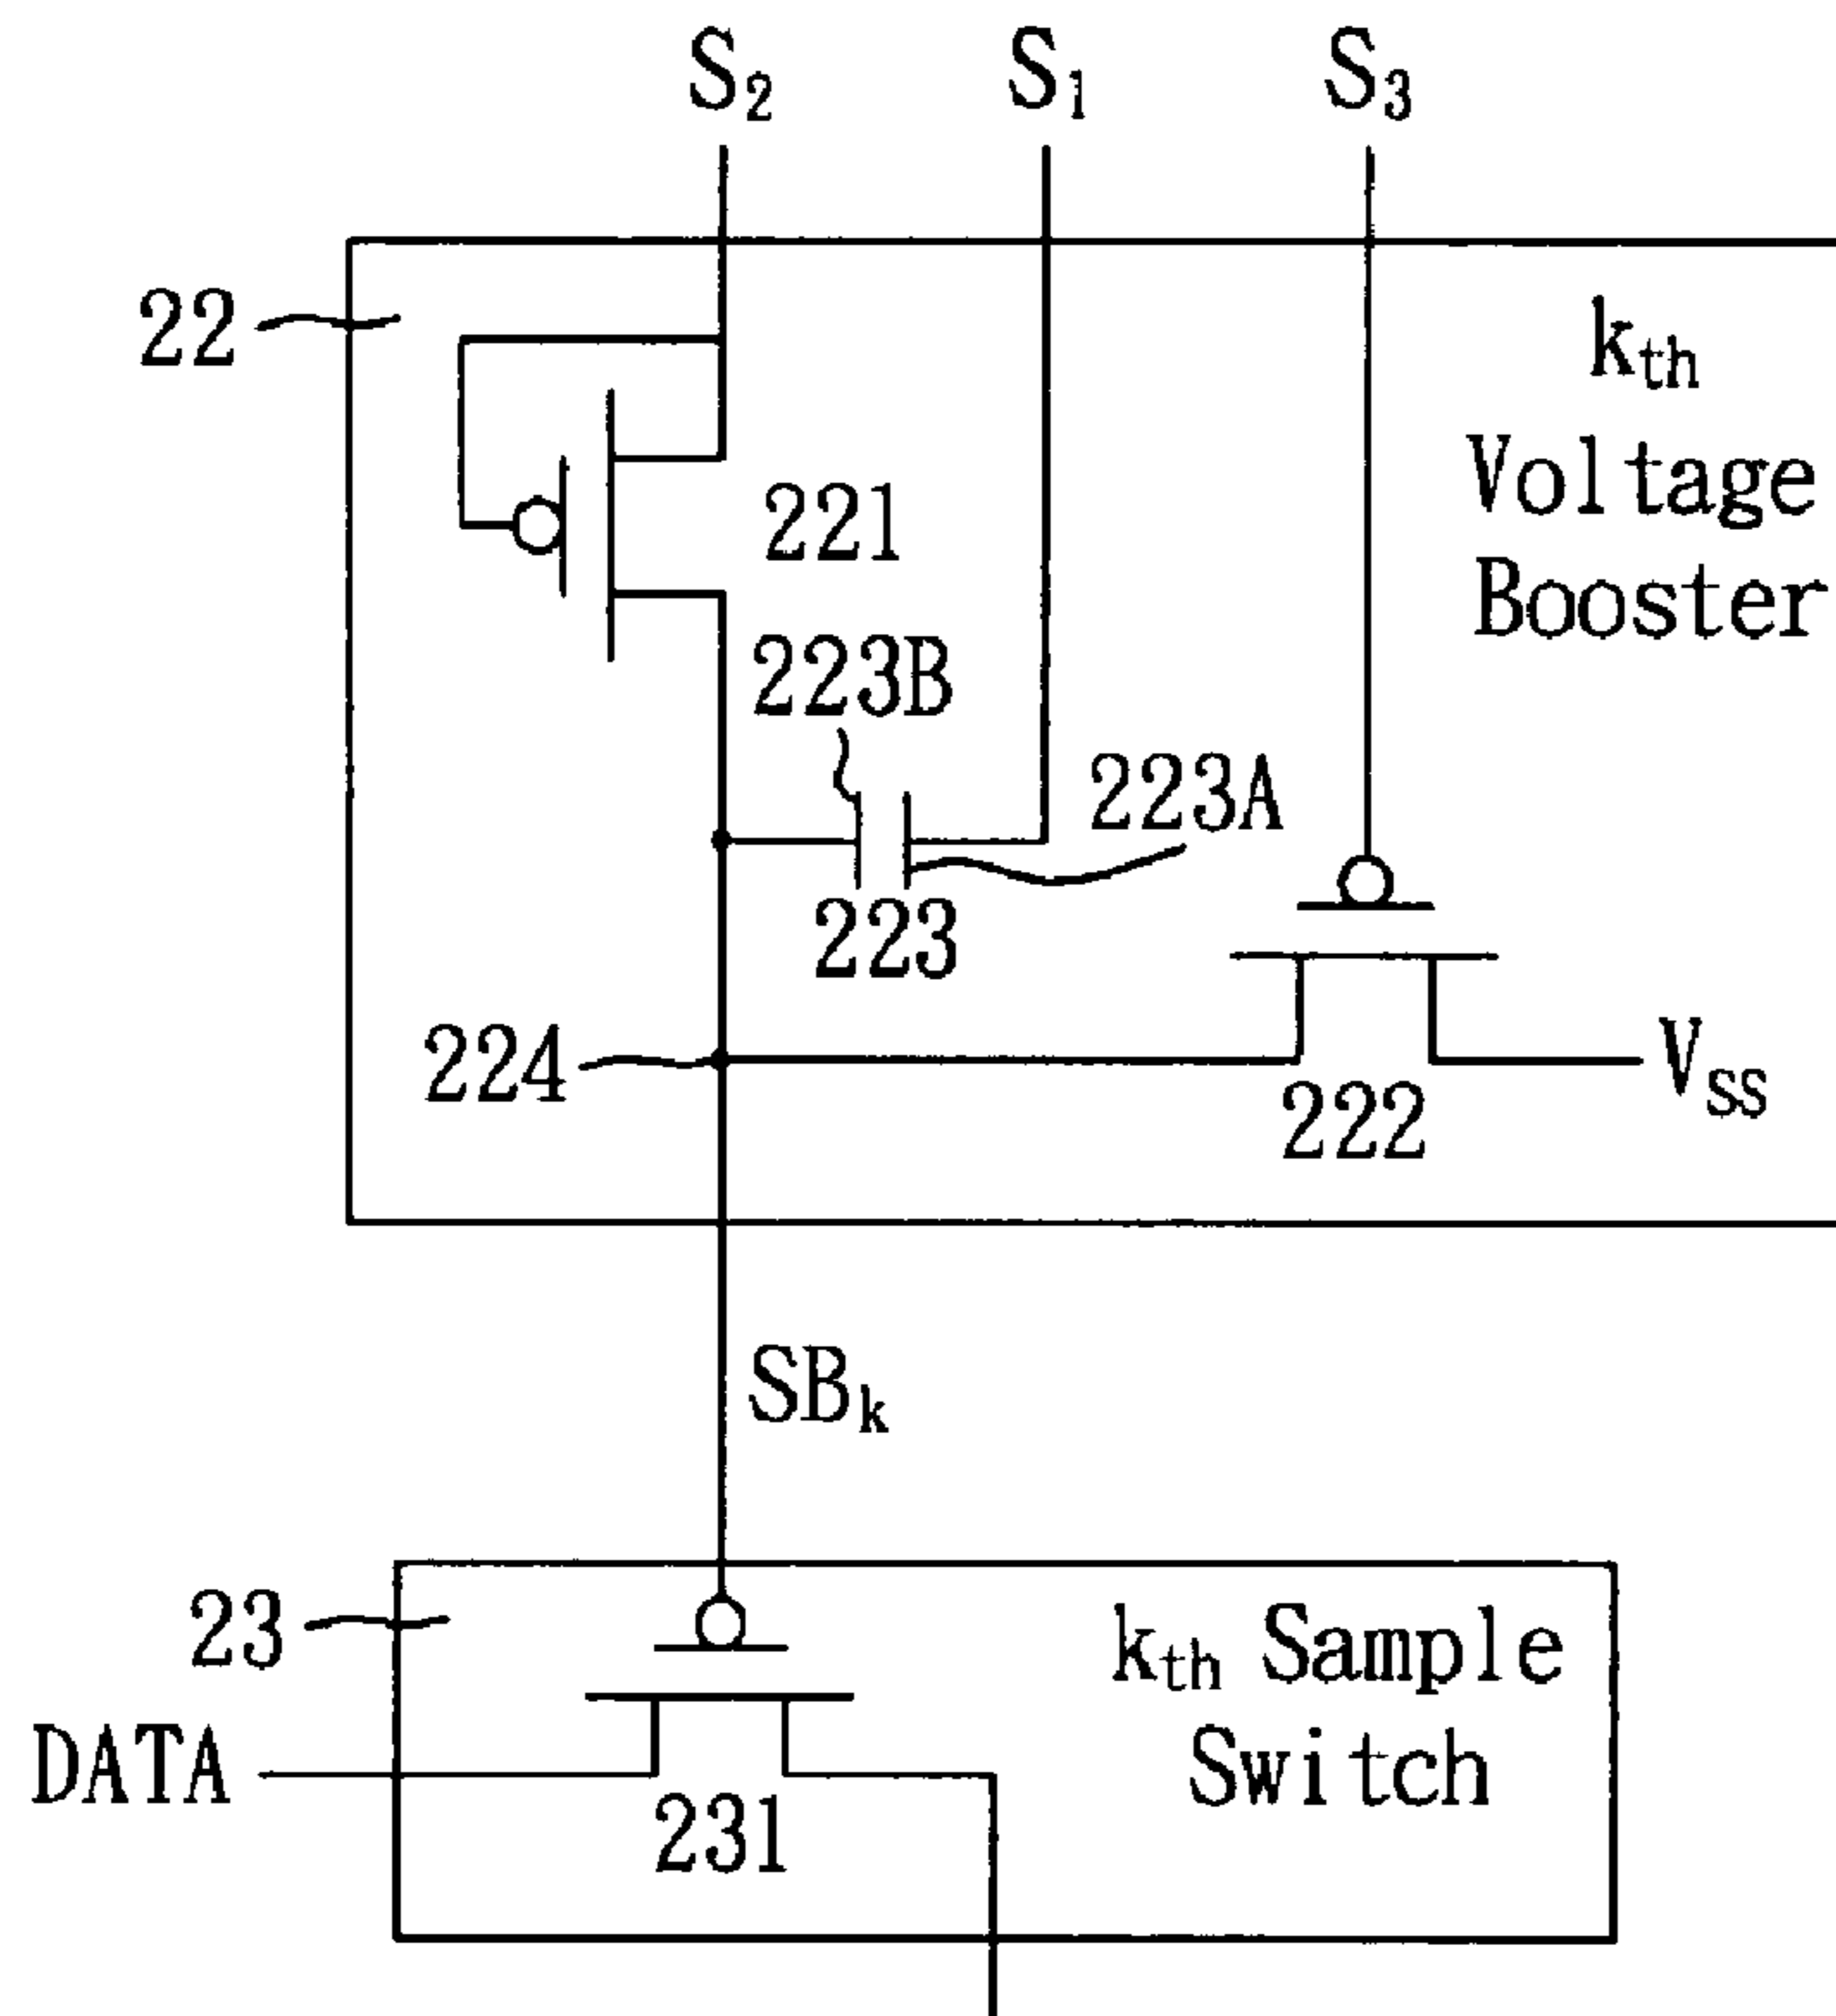 S₂ S₁ S₃
22
kth
Voltage
Booster
221
223B
223A
223
224
Vss
222
SBk
23
kth Sample
Switch
DATA
231